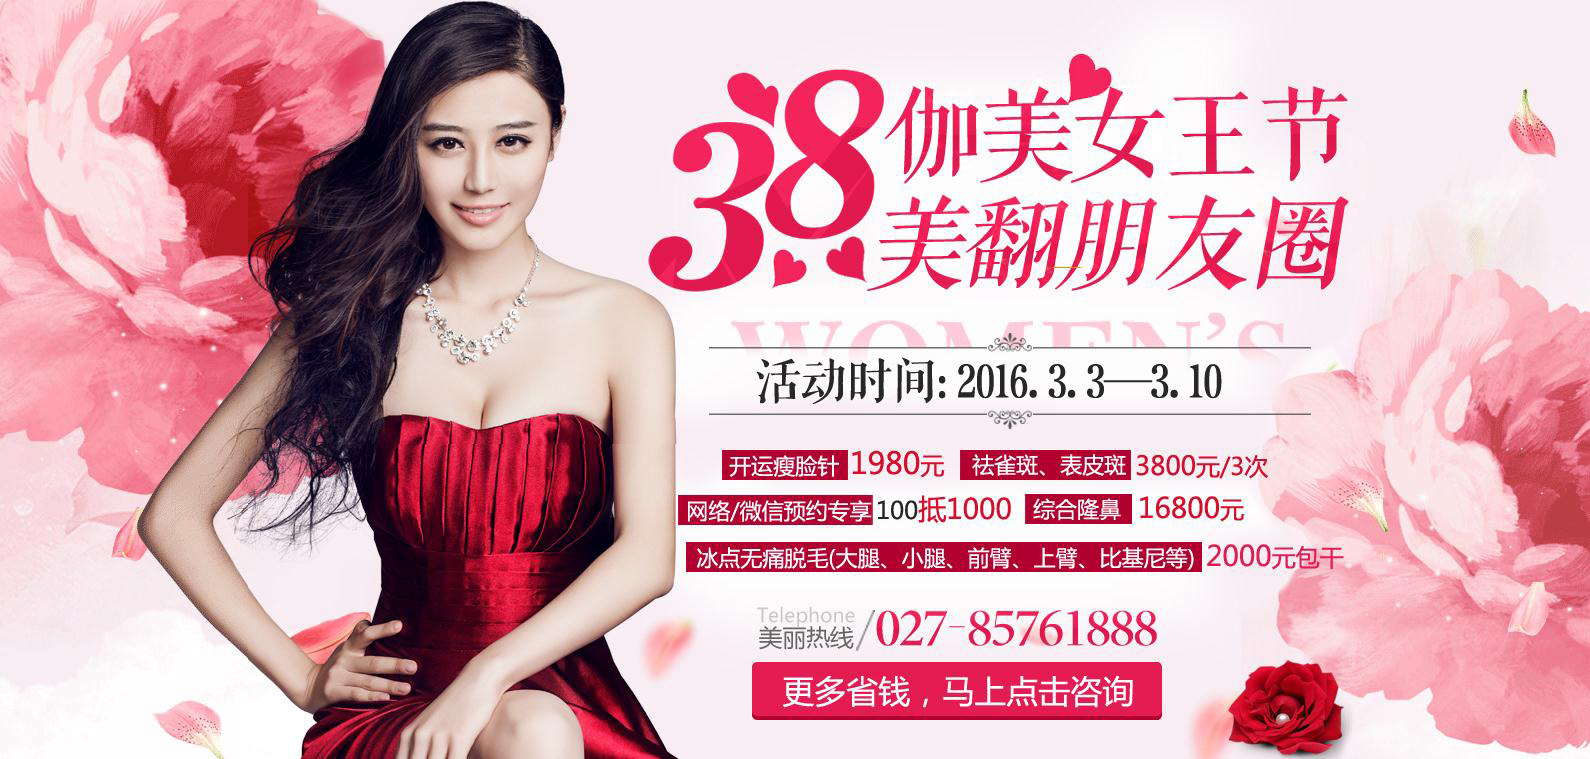 38 伽美女王节
美翻朋友圈
WOMEN'S
活动时间: 2016. 3. 3—3. 10
开运瘦脸针 1980元 祛雀斑、表皮斑 3800元/3次
网络/微信预约专享 100抵1000 综合隆鼻 16800元
冰点无痛脱毛(大腿、小腿、前臂、上臂、比基尼等) 2000元包干
Telephone
美丽热线/027-85761888
更多省钱，马上点击咨询